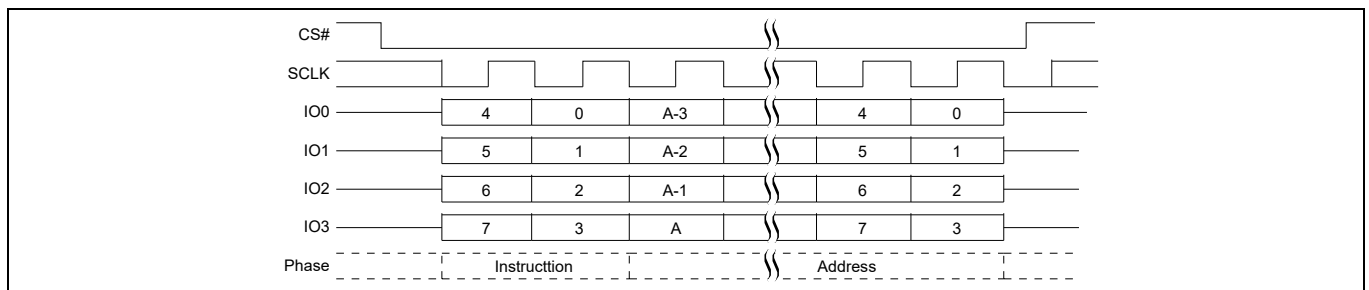 CS#
SCLK
IO0 4 0 A-3 4 0
IO1 5 1 A-2 5 1
IO2 6 2 A-1 6 2
IO3 7 3 A 7 3
Phase Instructtion Address